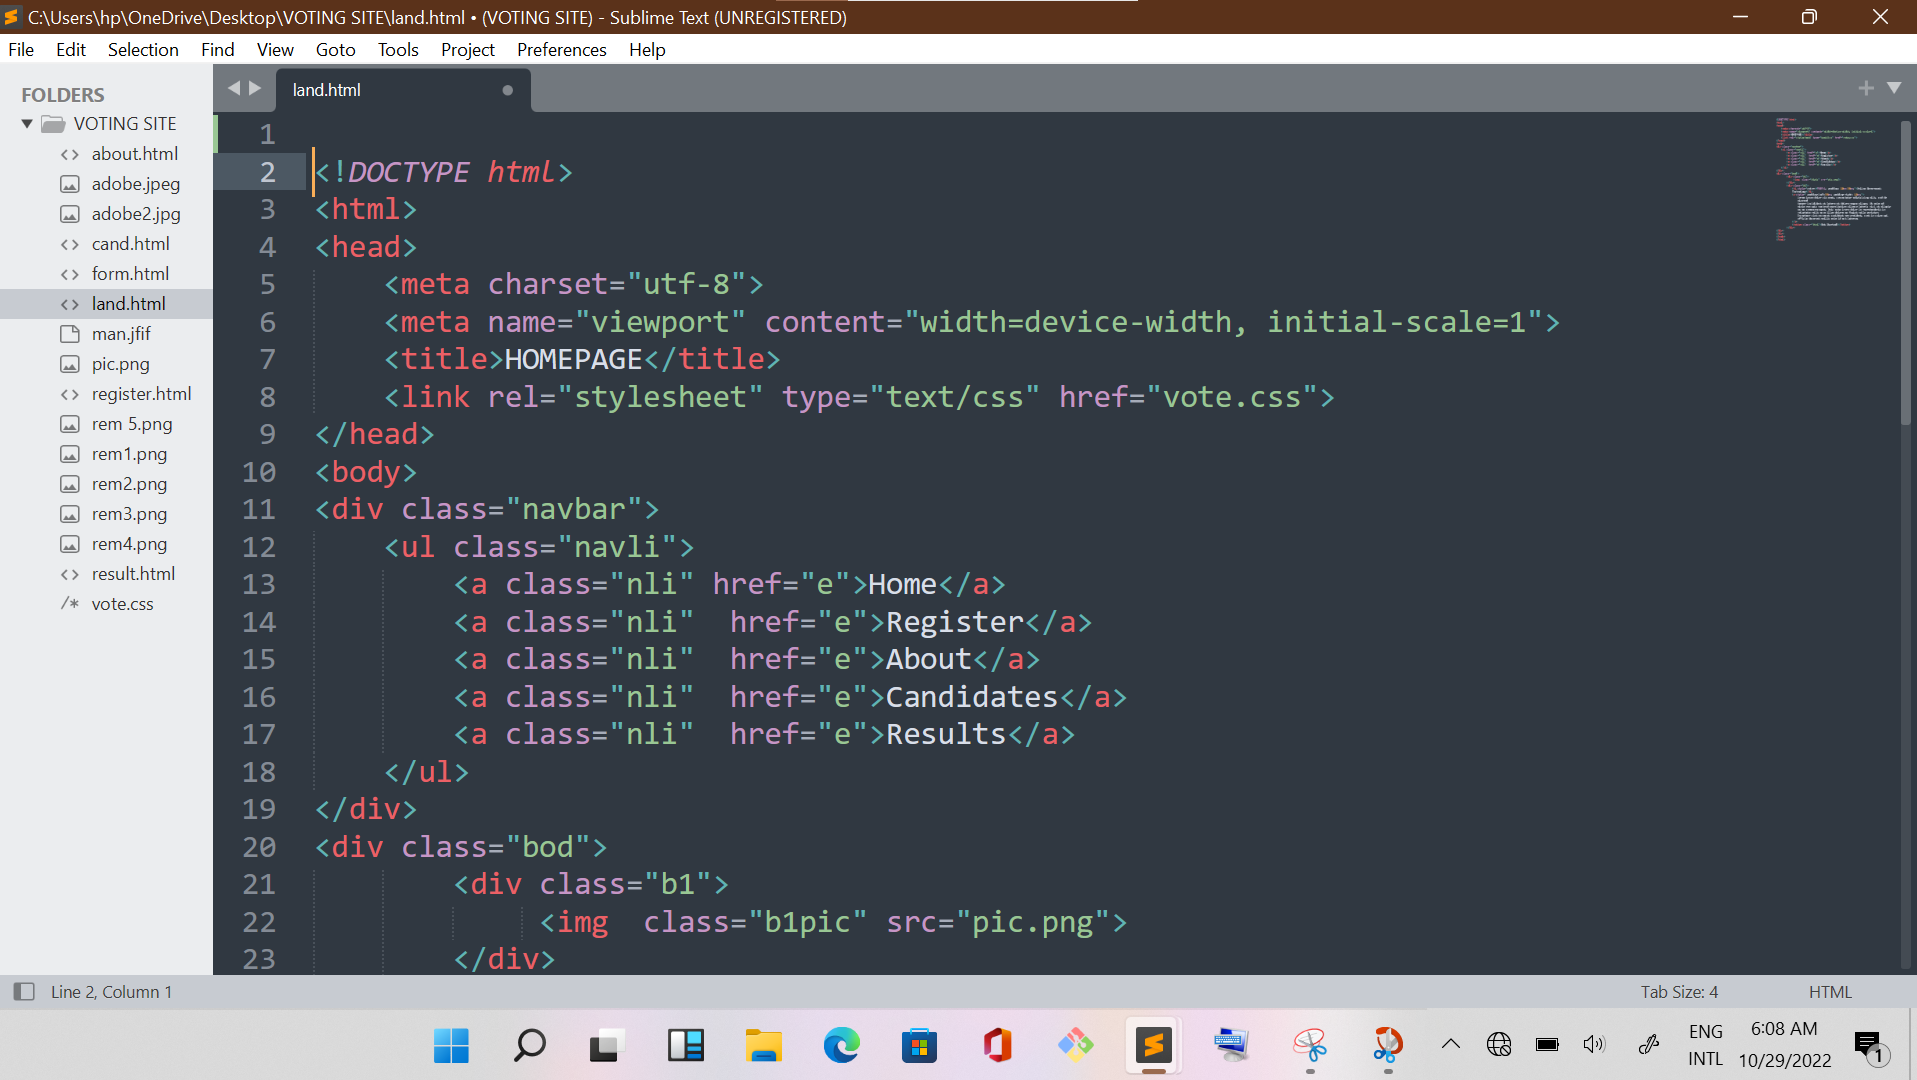 C:\Users\hp\OneDrive\Desktop\VOTING SITE\land.html • (VOTING SITE) - Sublime Text (UNREGISTERED)
File Edit Selection Find View Goto Tools Project Preferences Help
FOLDERS
VOTING SITE
about.html
adobe.jpeg
adobe2.jpg
cand.html
form.html
land.html
man.jfif
pic.png
register.html
rem 5.png
rem1.png
rem2.png
rem3.png
rem4.png
result.html
/* vote.css
land.html
1
2 <!DOCTYPE html>
3 <html>
4 <head>
5     <meta charset="utf-8">
6     <meta name="viewport" content="width=device-width, initial-scale=1">
7     <title>HOMEPAGE</title>
8     <link rel="stylesheet" type="text/css" href="vote.css">
9 </head>
10 <body>
11 <div class="navbar">
12     <ul class="navli">
13         <a class="nli" href="e">Home</a>
14         <a class="nli"  href="e">Register</a>
15         <a class="nli"  href="e">About</a>
16         <a class="nli"  href="e">Candidates</a>
17         <a class="nli"  href="e">Results</a>
18     </ul>
19 </div>
20 <div class="bod">
21         <div class="b1">
22              <img  class="b1pic" src="pic.png">
23         </div>
Line 2, Column 1
Tab Size: 4
HTML
ENG
INTL
6:08 AM
10/29/2022
1